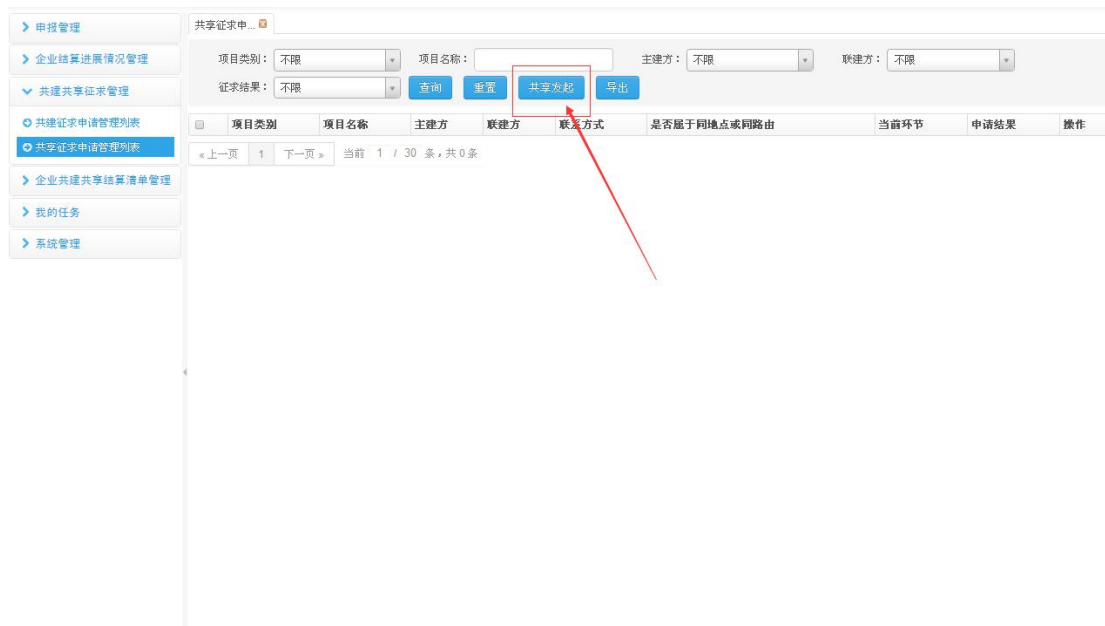 申报管理
企业结算进展情况管理
共建共享征求管理
共建征求申请管理列表
共享征求申请管理列表
企业共建共享结算清单管理
我的任务
系统管理
共享征求申...
项目类别： 不限 项目名称： 主建方： 不限 联建方： 不限
征求结果： 不限 查询 重置 共享发起 导出
项目类别 项目名称 主建方 联建方 联系方式 是否属于同地点或同路由 当前环节 申请结果 操作
«上一页 1 下一页» 当前 1 / 30 条，共0条